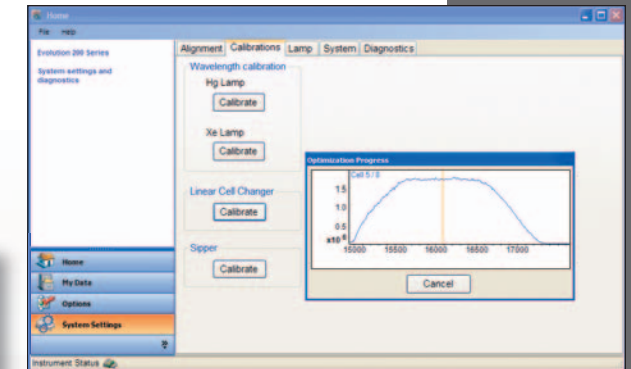 Home
File Help
Evolution 200 Series
System settings and
diagnostics
Home
My Data
Options
System Settings
Alignment Calibrations Lamp System Diagnostics
Wavelength calibration
Hg Lamp
Calibrate
Xe Lamp
Calibrate
Linear Cell Changer
Calibrate
Sipper
Calibrate
Optimization Progress
Cell 5 / 8
1.5
1.0
0.5
x10 6
15000 15500 16000 16500 17000
Cancel
Instrument Status